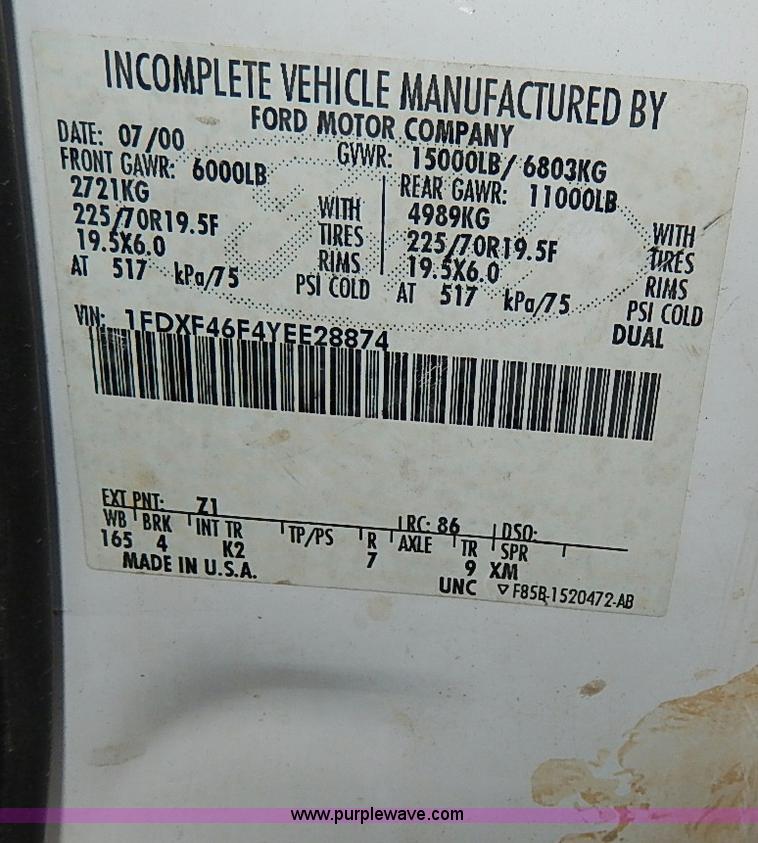 INCOMPLETE VEHICLE MANUFACTURED BY
FORD MOTOR COMPANY
DATE: 07/00 GVWR: 15000LB/ 6803KG
FRONT GAWR: 6000LB REAR GAWR: 11000LB
2721KG WITH 4989KG WITH
225/70R19.5F TIRES 225/70R19.5F TIRES
19.5X6.0 RIMS 19.5X6.0 RIMS
AT 517 kPa/75 PSI COLD AT 517 kPa/75 PSI COLD
DUAL
VIN: 1FDXF46F4YEE28874
EXT PNT: Z1 RC: 86 DSO:
WB BRK INT TR TP/PS R AXLE TR SPR
165 4 K2 7 9 XM
MADE IN U.S.A. UNC F85B-1520472-AB
www.purplewave.com